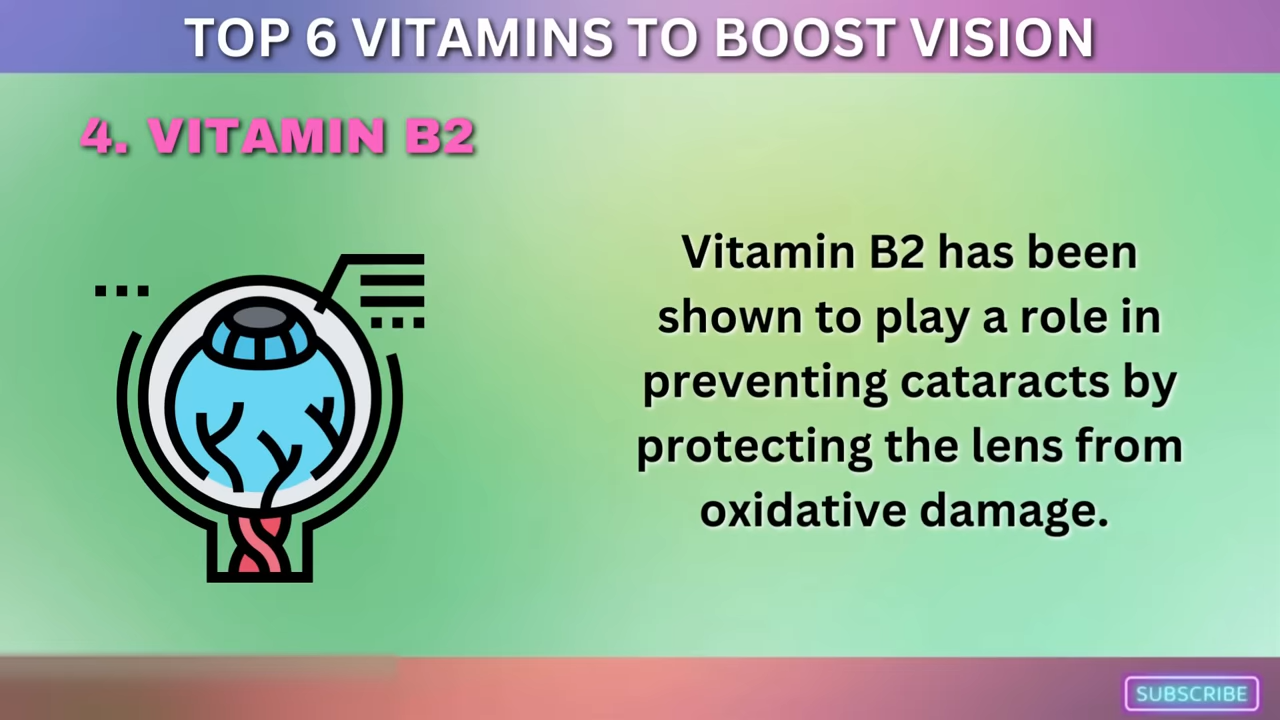 TOP 6 VITAMINS TO BOOST VISION
4. VITAMIN B2
Vitamin B2 has been
shown to play a role in
preventing cataracts by
protecting the lens from
oxidative damage.
SUBSCRIBE